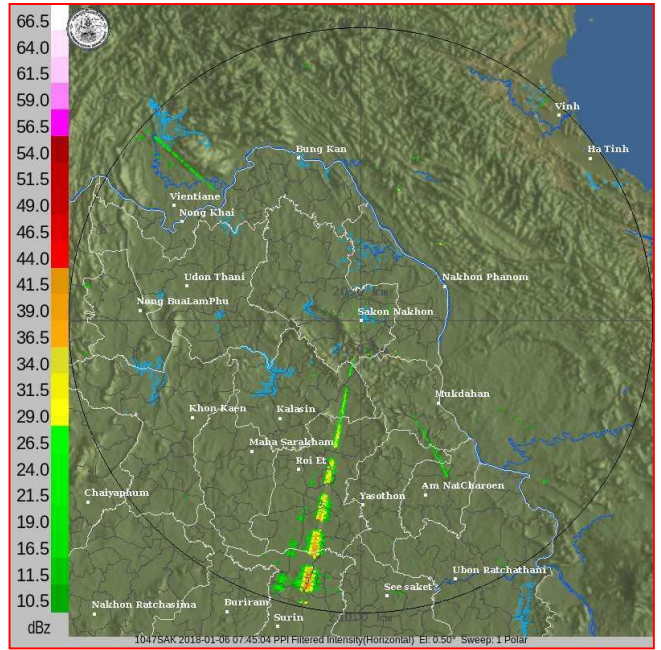 66.5
64.0
61.5
59.0
56.5
54.0
51.5
49.0
46.5
44.0
41.5
39.0
36.5
34.0
31.5
29.0
26.5
24.0
21.5
19.0
16.5
11.5
10.5
dBz
Vinh
Ha Tinh
Bung Kan
Vientiane
Nong Khai
Udon Thani
Nakhon Phanom
Nong BuaLamPhu
Sakon Nakhon
Mukdahan
Khon Kaen
Kalasin
Maha Sarakham
Roi Et
Am NatCharoen
Chaiyaphum
Yasothon
Ubon Ratchathani
See saket
Nakhon Ratchasima
Buriram
Surin
1047SAK 2018-01-06 07:45:04 PPI Filtered Intensity(Horizontal) El: 0.50° Sweep: 1 Polar